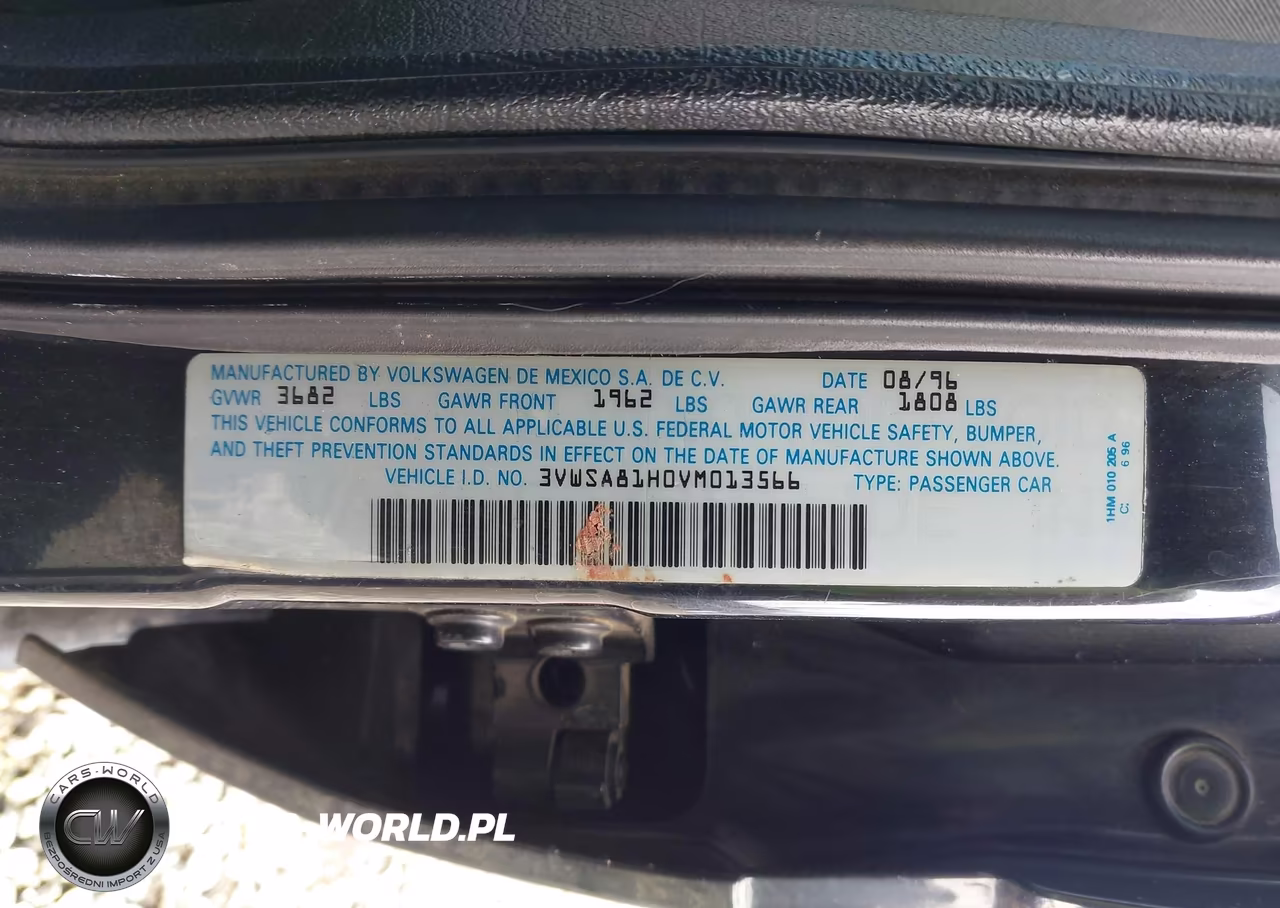 MANUFACTURED BY VOLKSWAGEN DE MEXICO S.A. DE C.V. DATE 08/96
GVWR 3682 LBS GAWR FRONT 1962 LBS GAWR REAR 1808 LBS
THIS VEHICLE CONFORMS TO ALL APPLICABLE U.S. FEDERAL MOTOR VEHICLE SAFETY, BUMPER,
AND THEFT PREVENTION STANDARDS IN EFFECT ON THE DATE OF MANUFACTURE SHOWN ABOVE.
VEHICLE I.D. NO. 3VWSA81H0VM013566 TYPE: PASSENGER CAR
1HM 010 205 A
C: 6 96
CARS-WORLD
CW
BEZPOŚREDNI IMPORT Z USA
WORLD.PL